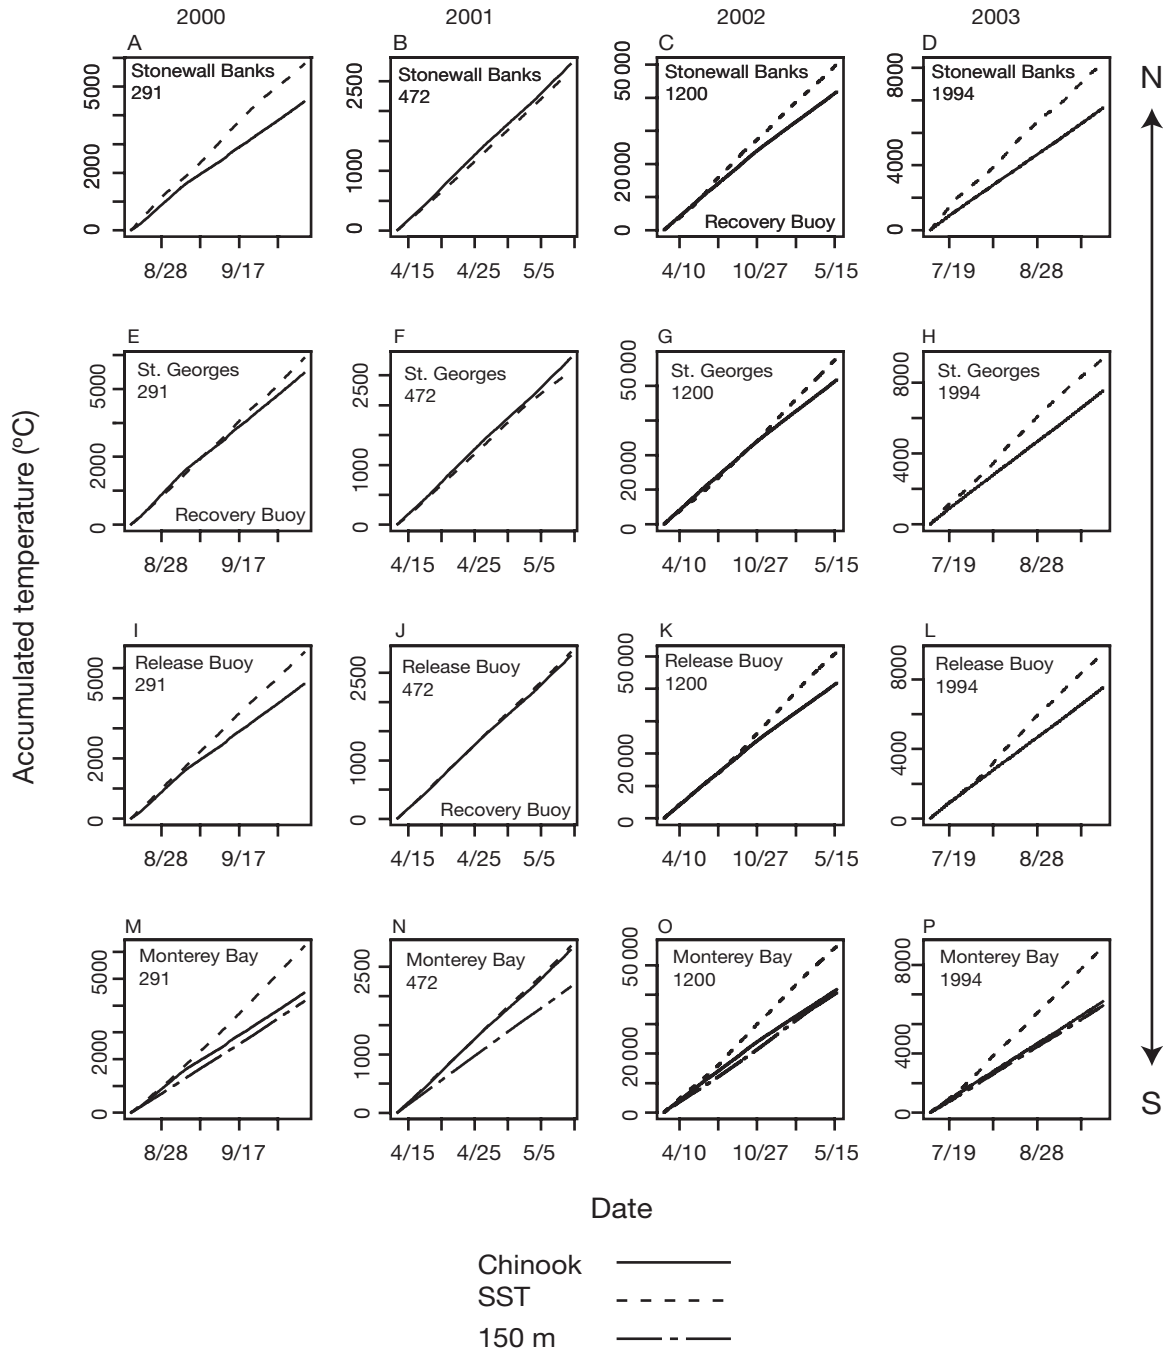 2000 2001 2002 2003
A B C D
Stonewall Banks
291
Stonewall Banks
472
Stonewall Banks
1200
Recovery Buoy
Stonewall Banks
1994
N
0 2000 5000
0 1000 2500
0 20 000 50 000
0 4000 8000
8/28 9/17
4/15 4/25 5/5
4/10 10/27 5/15
7/19 8/28
E F G H
St. Georges
291
Recovery Buoy
St. Georges
472
St. Georges
1200
St. Georges
1994
0 2000 5000
0 1000 2500
0 20 000 50 000
0 4000 8000
8/28 9/17
4/15 4/25 5/5
4/10 10/27 5/15
7/19 8/28
Accumulated temperature (ºC)
I J K L
Release Buoy
291
Release Buoy
472
Recovery Buoy
Release Buoy
1200
Release Buoy
1994
0 2000 5000
0 1000 2500
0 20 000 50 000
0 4000 8000
8/28 9/17
4/15 4/25 5/5
4/10 10/27 5/15
7/19 8/28
M N O P
Monterey Bay
291
Monterey Bay
472
Monterey Bay
1200
Monterey Bay
1994
S
0 2000 5000
0 1000 2500
0 20 000 50 000
0 4000 8000
8/28 9/17
4/15 4/25 5/5
4/10 10/27 5/15
7/19 8/28
Date
Chinook
SST
150 m